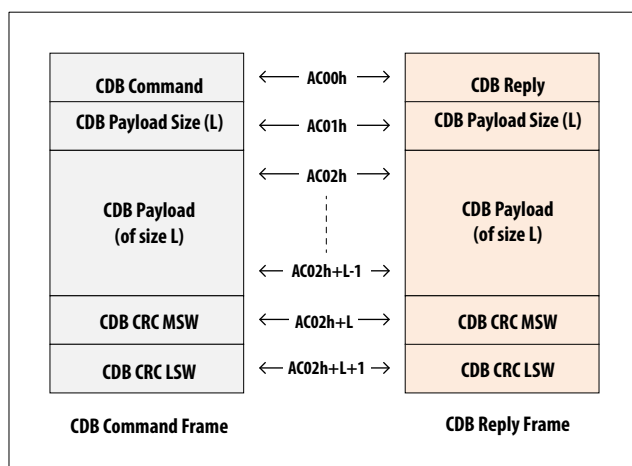 CDB Command
AC00h
CDB Reply
CDB Payload Size (L)
AC01h
CDB Payload Size (L)
AC02h
CDB Payload
(of size L)
CDB Payload
(of size L)
AC02h+L-1
CDB CRC MSW
AC02h+L
CDB CRC MSW
CDB CRC LSW
AC02h+L+1
CDB CRC LSW
CDB Command Frame
CDB Reply Frame